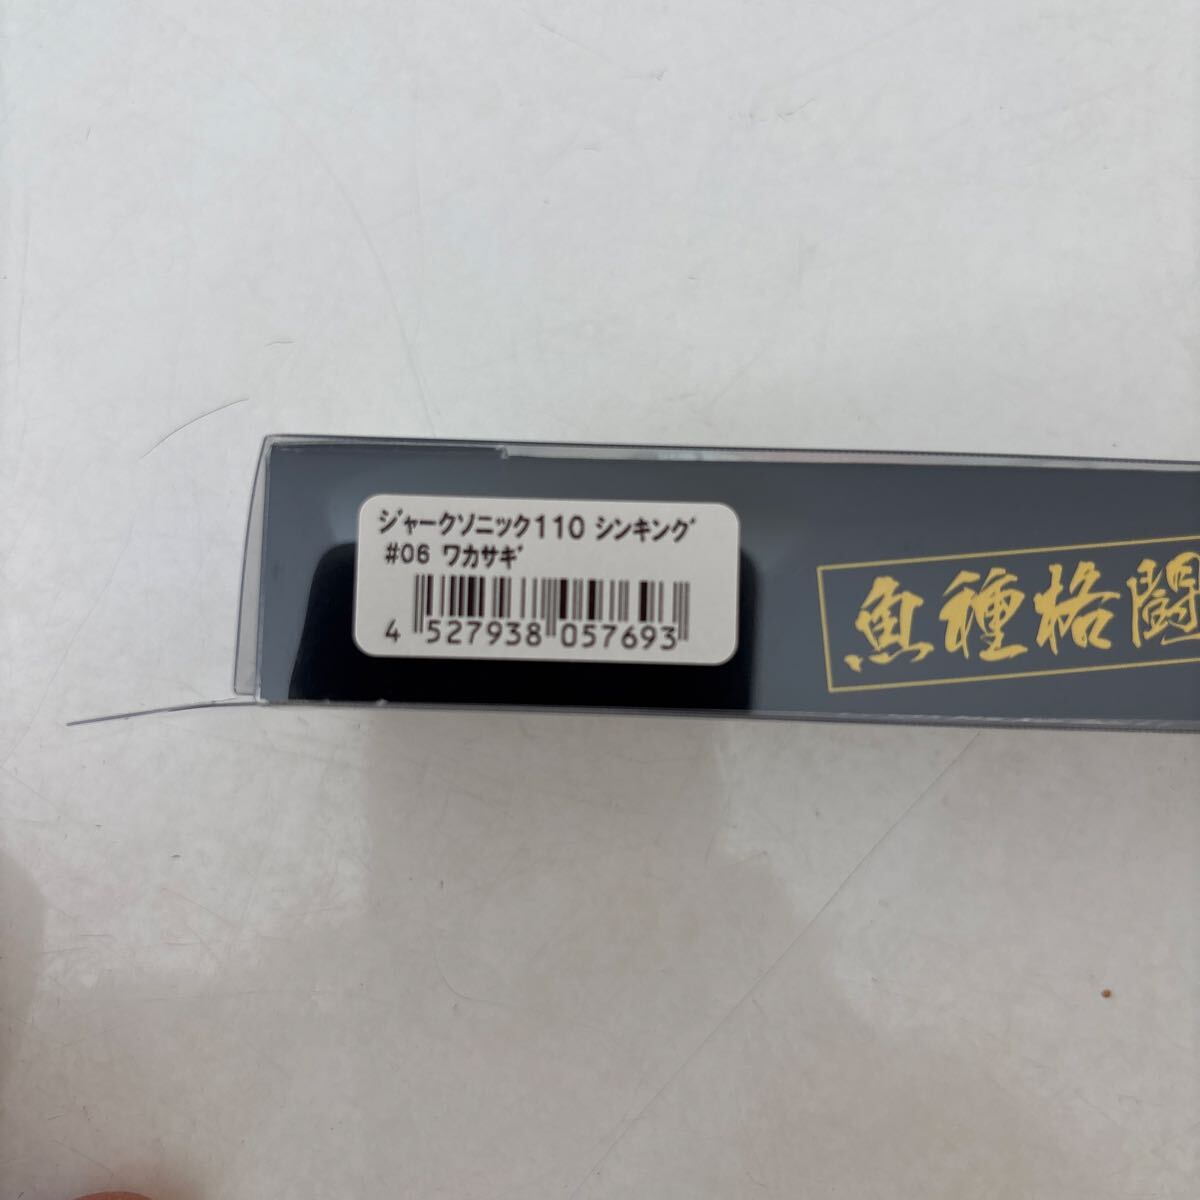 ｼﾞｬｰクソニック110 シンキンｸﾞ
#06 ワカサｷﾞ
4 527938 057693
魚種格闘